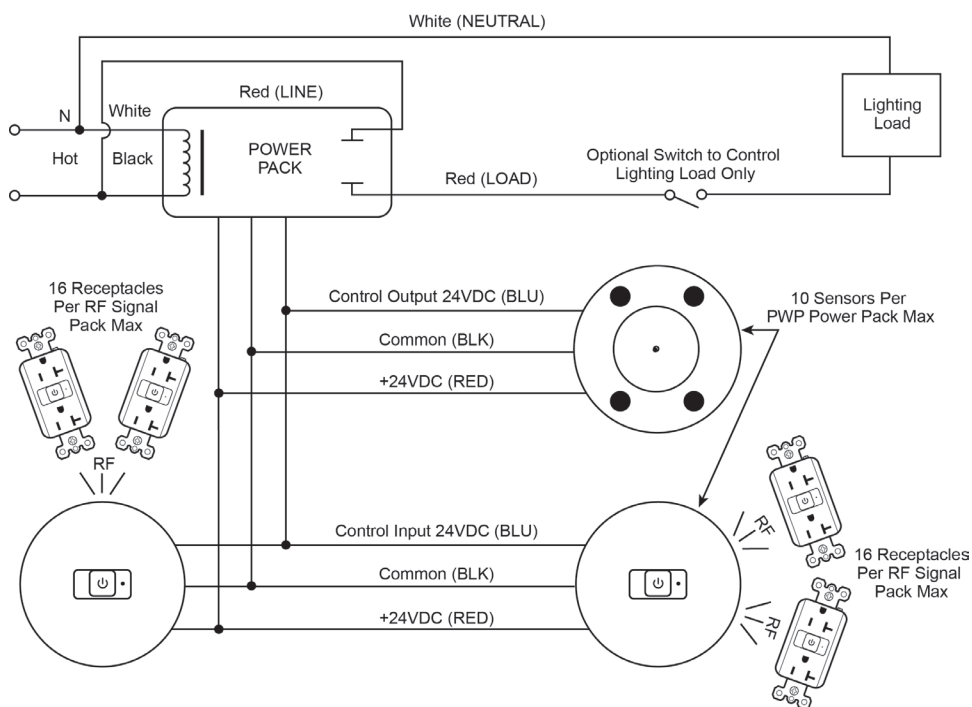 White (NEUTRAL)
Red (LINE)
N
White
Hot
Black
POWER
PACK
Lighting
Load
Optional Switch to Control
Lighting Load Only
Red (LOAD)
16 Receptacles
Per RF Signal
Pack Max
Control Output 24VDC (BLU)
Common (BLK)
+24VDC (RED)
10 Sensors Per
PWP Power Pack Max
RF
Control Input 24VDC (BLU)
Common (BLK)
+24VDC (RED)
RF
RF
16 Receptacles
Per RF Signal
Pack Max